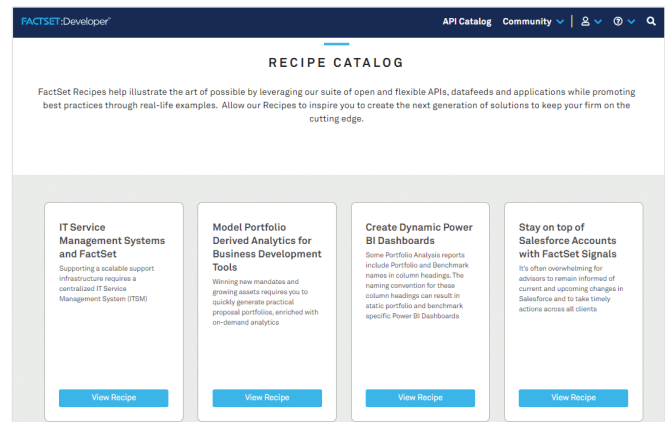 FACTSET:Developer
API Catalog Community
RECIPE CATALOG
FactSet Recipes help illustrate the art of possible by leveraging our suite of open and flexible APIs, datafeeds and applications while promoting
best practices through real-life examples. Allow our Recipes to inspire you to create the next generation of solutions to keep your firm on the
cutting edge.
IT Service
Management Systems
and FactSet
Supporting a scalable support
infrastructure requires a
centralized IT Service
Management System (ITSM)
View Recipe
Model Portfolio
Derived Analytics for
Business Development
Tools
Winning new mandates and
growing assets requires you to
quickly generate practical
proposal portfolios, enriched with
on-demand analytics
View Recipe
Create Dynamic Power
BI Dashboards
Some Portfolio Analysis reports
include Portfolio and Benchmark
names in column headings. The
naming convention for these
column headings can result in
static portfolio and benchmark
specific Power BI Dashboards
View Recipe
Stay on top of
Salesforce Accounts
with FactSet Signals
It's often overwhelming for
advisors to remain informed of
current and upcoming changes in
Salesforce and to take timely
actions across all clients
View Recipe